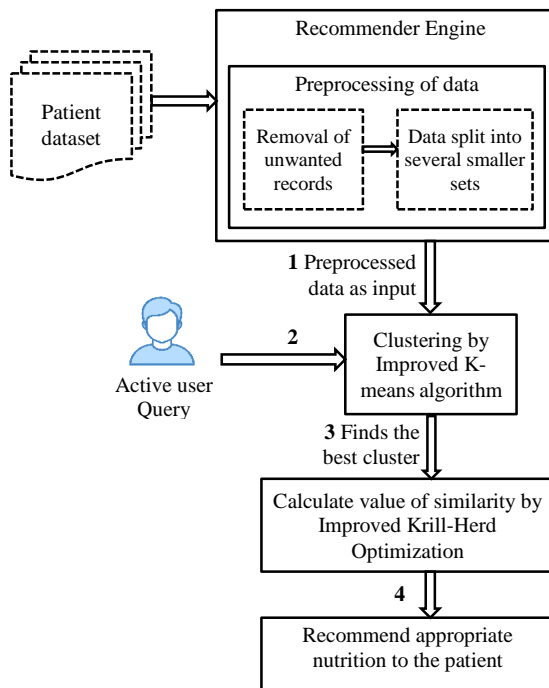 Recommender Engine
Preprocessing of data
Patient
dataset
Removal of
unwanted
records
Data split into
several smaller
sets
1 Preprocessed
data as input
2
Active user
Query
Clustering by
Improved K-
means algorithm
3 Finds the
best cluster
Calculate value of similarity by
Improved Krill-Herd
Optimization
4
Recommend appropriate
nutrition to the patient